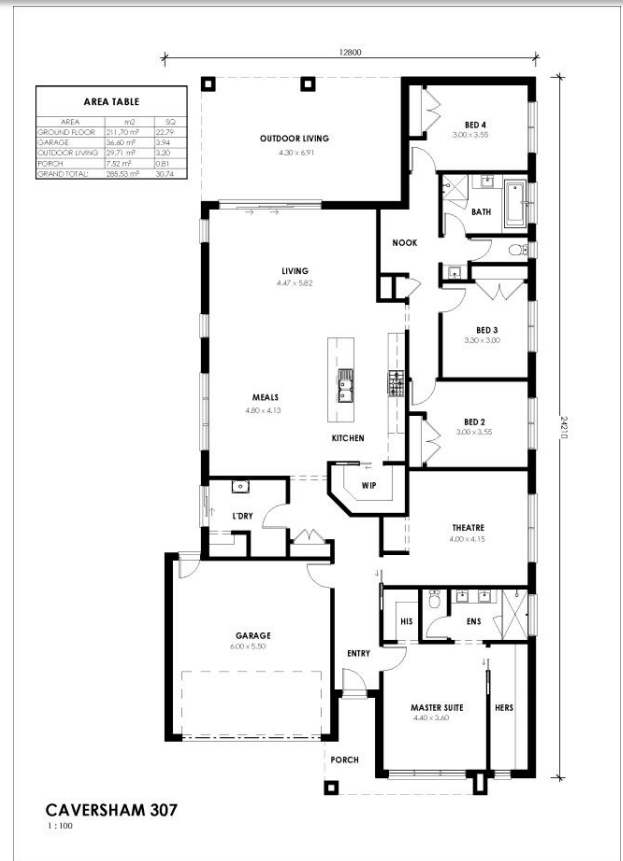 12800
AREA TABLE
AREA m2 SQ
GROUND FLOOR 211.70 m² 22.79
GARAGE 36.60 m² 3.94
OUTDOOR LIVING 29.71 m² 3.20
PORCH 7.52 m² 0.81
GRAND TOTAL: 285.53 m² 30.74
OUTDOOR LIVING
4.30 x 6.91
BED 4
3.00 x 3.55
BATH
NOOK
LIVING
4.47 x 5.82
BED 3
3.30 x 3.00
MEALS
4.80 x 4.13
KITCHEN
BED 2
3.00 x 3.55
24210
WIP
L'DRY
THEATRE
4.00 x 4.15
HIS
ENS
GARAGE
6.00 x 5.50
ENTRY
MASTER SUITE
4.40 x 3.60
HERS
PORCH
CAVERSHAM 307
1 : 100